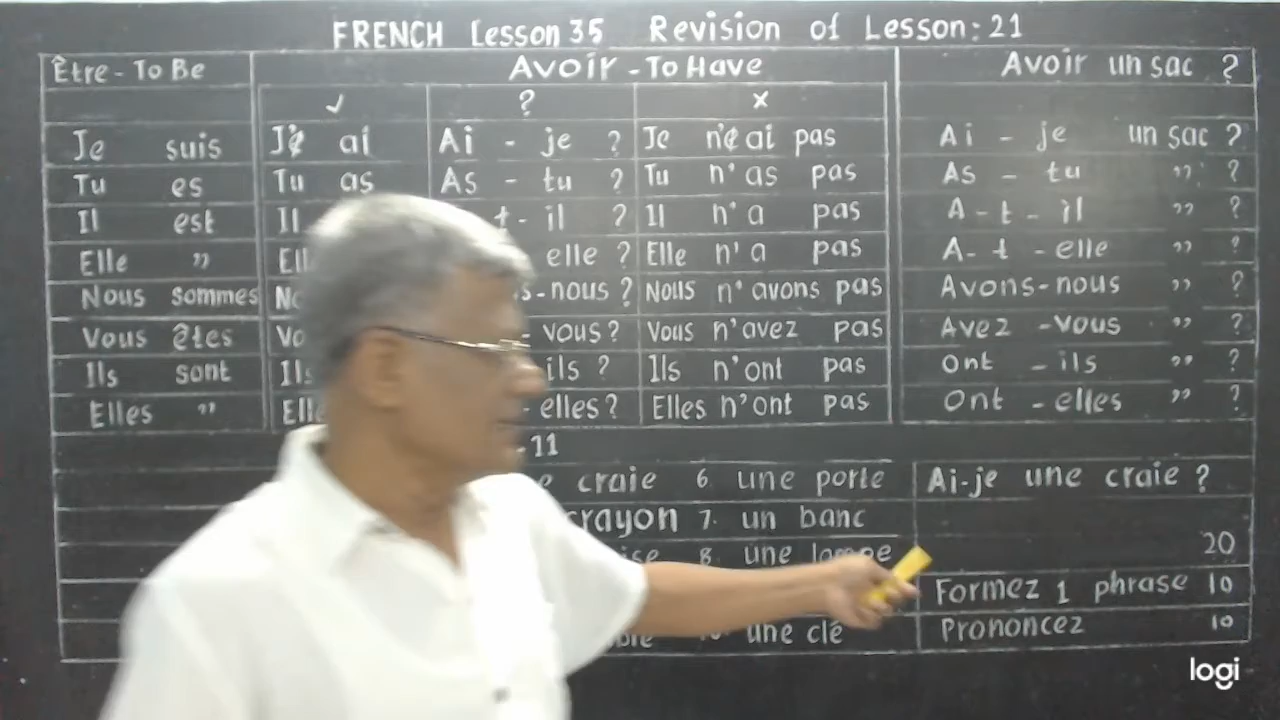 FRENCH Lesson 35 Revision of Lesson: 21
Être - To Be Avoir - To Have Avoir un sac ?
✓ ? x
Je suis J'ai Ai - je ? Je n'ai pas Ai - je un sac ?
Tu es Tu as As - tu ? Tu n'as pas As - tu " ?
Il est Il t - il ? Il n'a pas A - t - il " ?
Elle " elle ? Elle n'a pas A - t - elle " ?
Nous sommes s-nous ? Nous n'avons pas Avons-nous " ?
Vous êtes - vous ? Vous n'avez pas Avez -vous " ?
Ils sont Ils ils ? Ils n'ont pas Ont - ils " ?
Elles " - elles ? Elles n'ont pas Ont - elles " ?
- 11
craie 6. une porte Ai-je une craie ?
crayon 7. un banc
8. une lampe 20
Formez 1 phrase 10
une clé Prononcez 10
logi